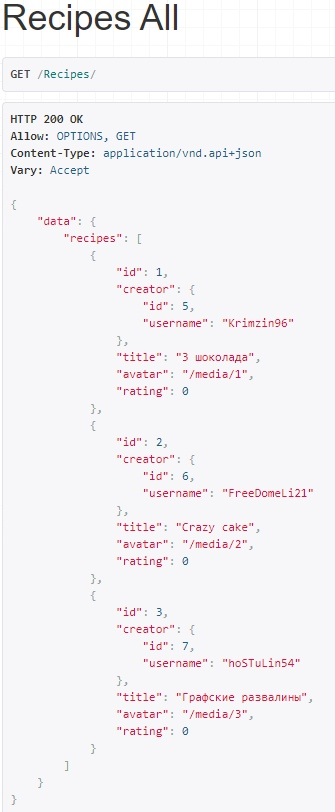 Recipes All
GET /Recipes/
HTTP 200 OK
Allow: OPTIONS, GET
Content-Type: application/vnd.api+json
Vary: Accept
{
    "data": {
        "recipes": [
            {
                "id": 1,
                "creator": {
                    "id": 5,
                    "username": "Krimzin96"
                },
                "title": "3 шоколада",
                "avatar": "/media/1",
                "rating": 0
            },
            {
                "id": 2,
                "creator": {
                    "id": 6,
                    "username": "FreeDomeLi21"
                },
                "title": "Crazy cake",
                "avatar": "/media/2",
                "rating": 0
            },
            {
                "id": 3,
                "creator": {
                    "id": 7,
                    "username": "hoSTuLin54"
                },
                "title": "Графские развалины",
                "avatar": "/media/3",
                "rating": 0
            }
        ]
    }
}